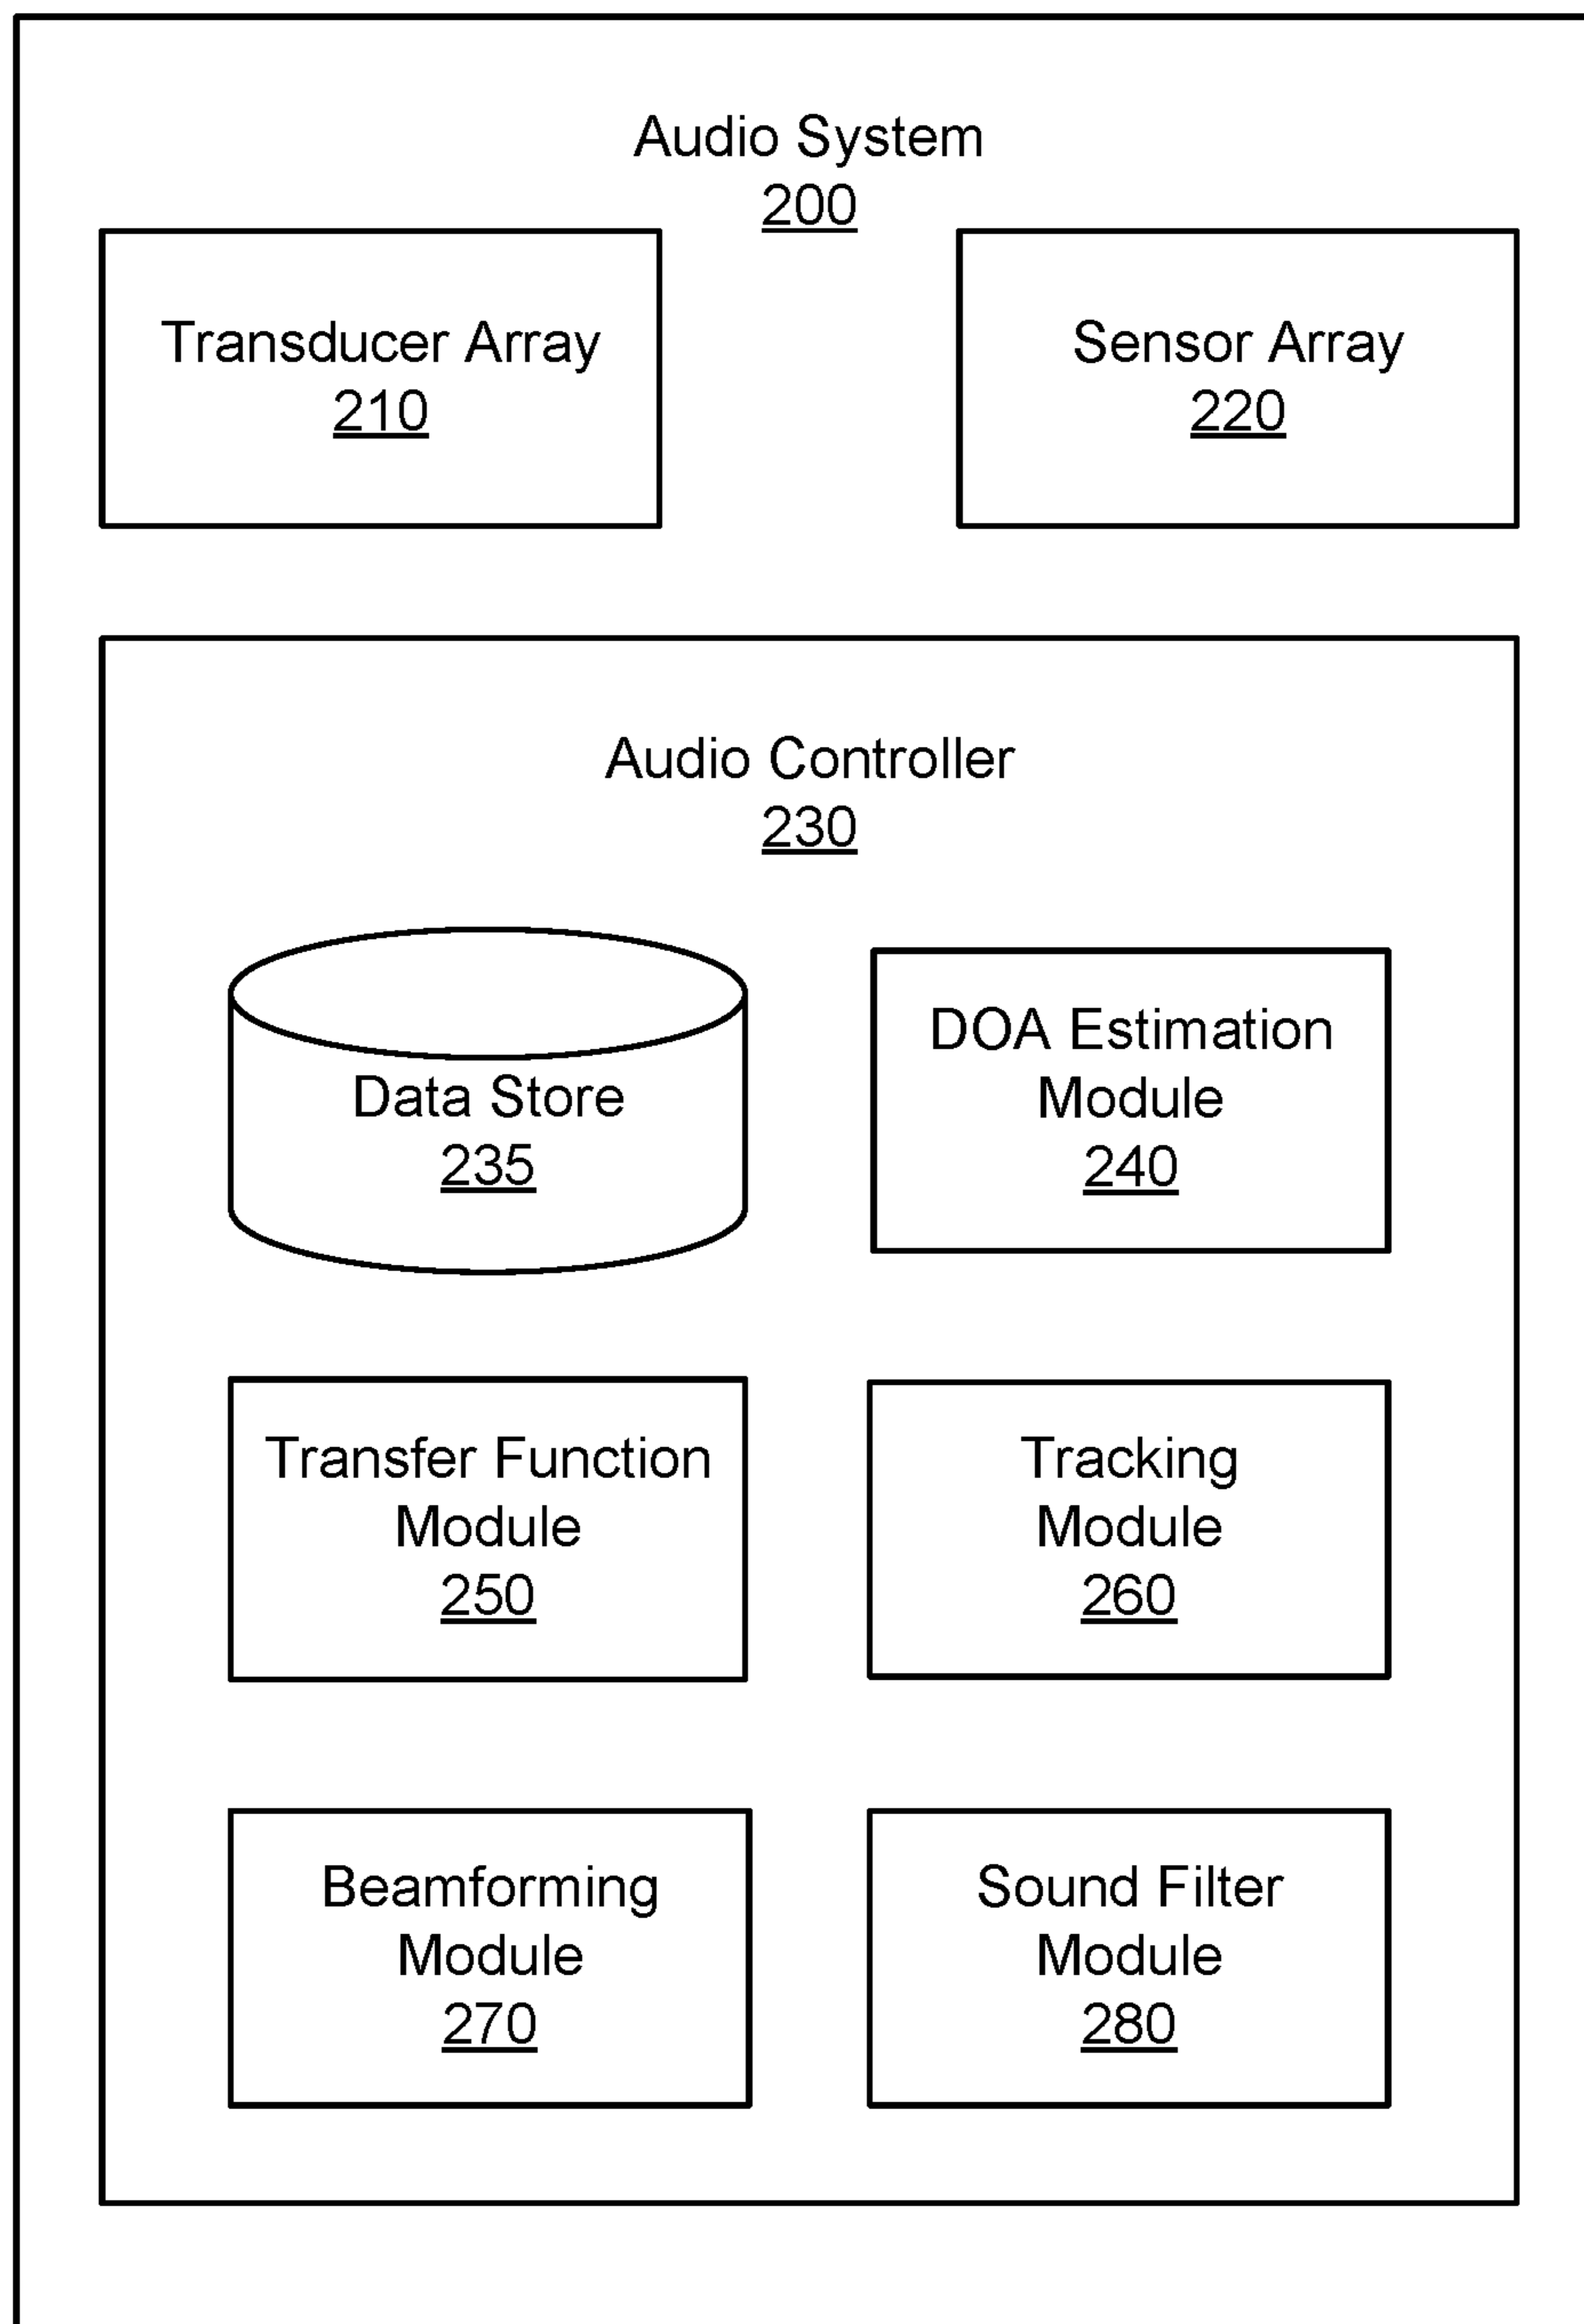 Audio System
200
Transducer Array
210
Sensor Array
220
Audio Controller
230
Data Store
235
DOA Estimation
Module
240
Transfer Function
Module
250
Tracking
Module
260
Beamforming
Module
270
Sound Filter
Module
280